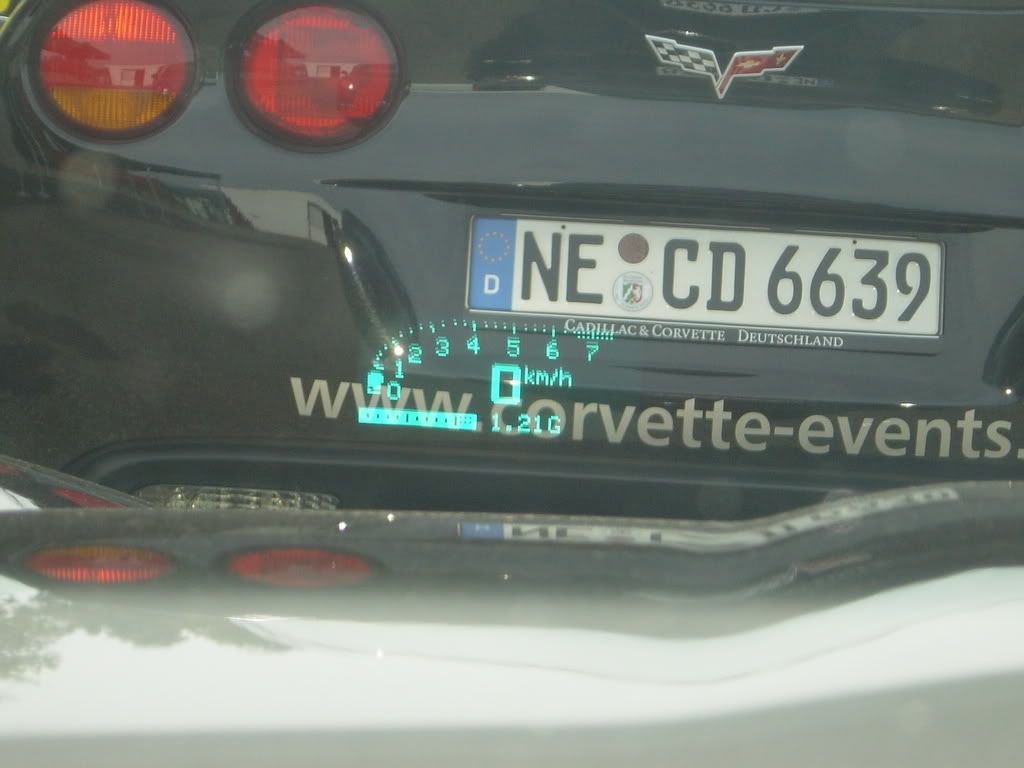 D NE CD 6639
CADILLAC & CORVETTE DEUTSCHLAND
1 2 3 4 5 6 7
0 0 km/h
www.corvette-events.
1.21G